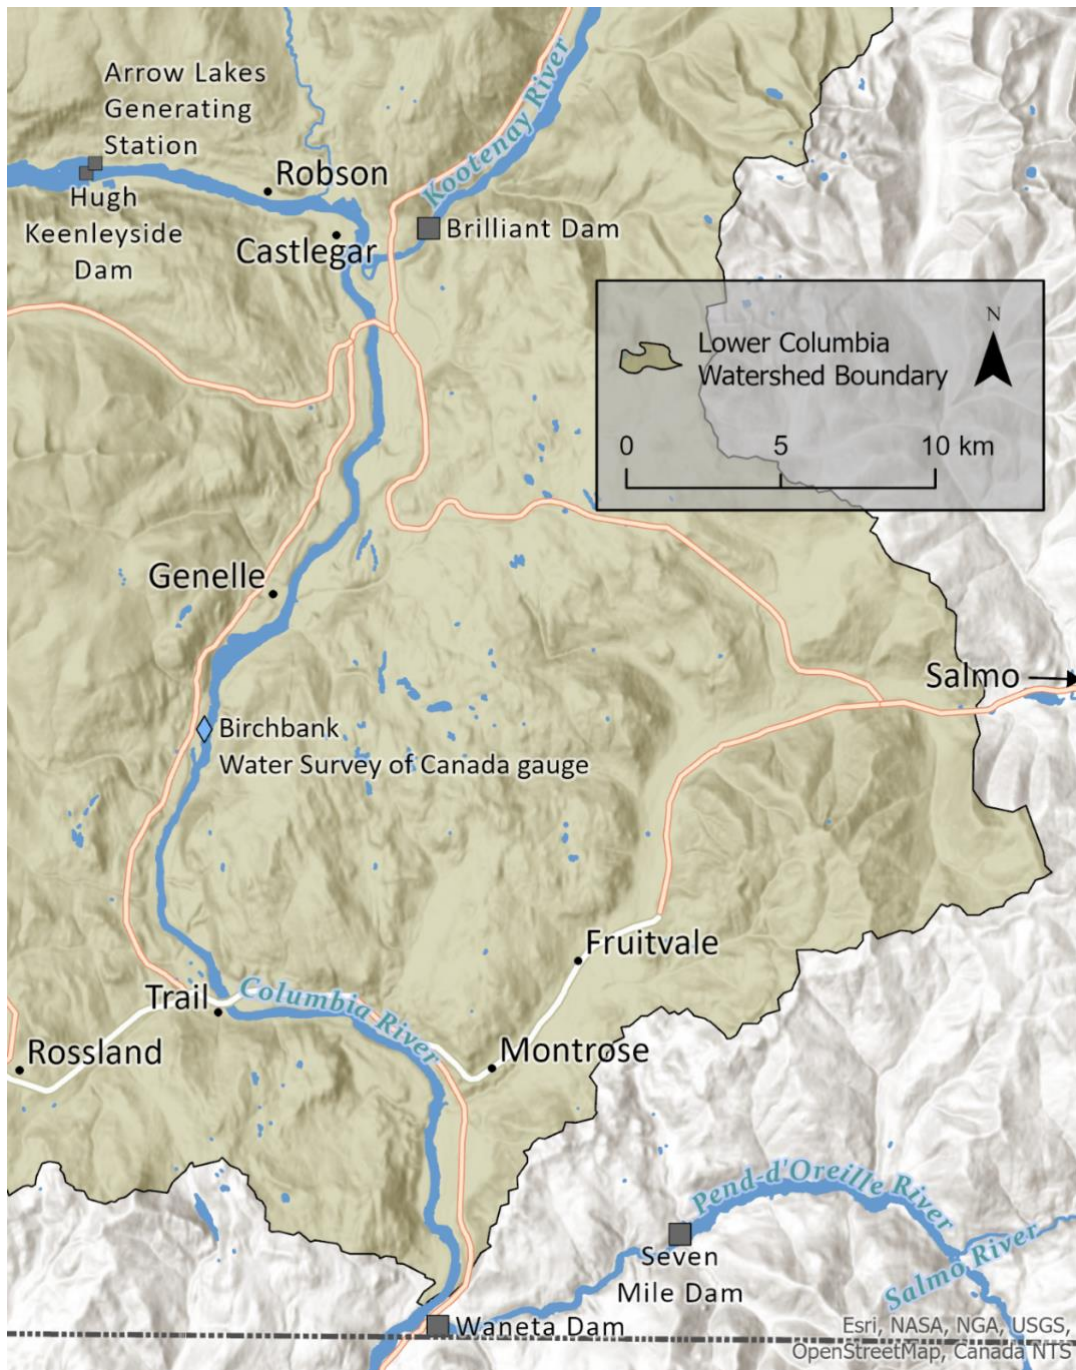 Arrow Lakes
Generating
Station
Kootenay River
Robson
Hugh
Keenleyside
Dam
Castlegar
Brilliant Dam
N
Lower Columbia
Watershed Boundary
0 5 10 km
Genelle
Salmo
Birchbank
Water Survey of Canada gauge
Fruitvale
Trail
Columbia River
Rossland
Montrose
Pend-d'Oreille River
Seven
Mile Dam
Salmo River
Waneta Dam
Esri, NASA, NGA, USGS,
OpenStreetMap, Canada NTS